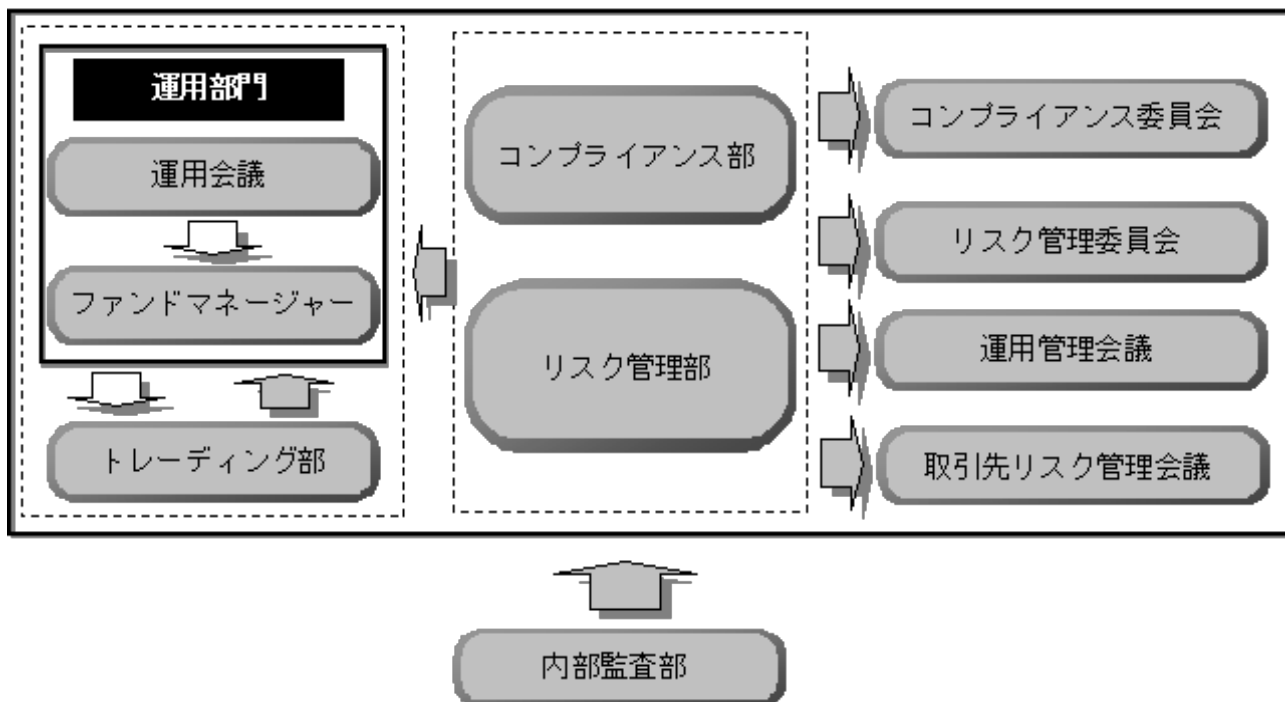 運用部門
運用会議
ファンドマネージャー
トレーディング部
コンプライアンス部
リスク管理部
コンプライアンス委員会
リスク管理委員会
運用管理会議
取引先リスク管理会議
内部監査部